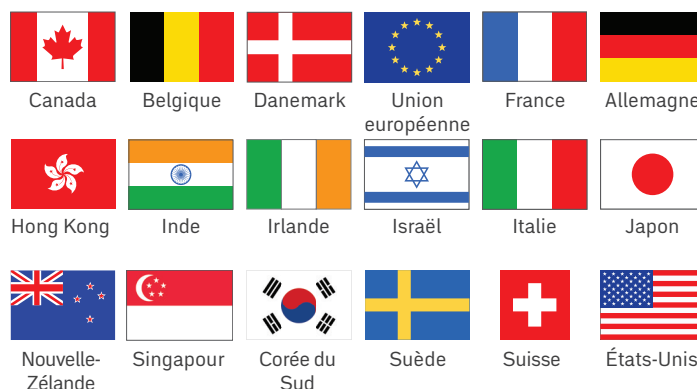 Canada
Belgique
Danemark
Union
européenne
France
Allemagne
Hong Kong
Inde
Irlande
Israël
Italie
Japon
Nouvelle-
Zélande
Singapour
Corée du
Sud
Suède
Suisse
États-Unis